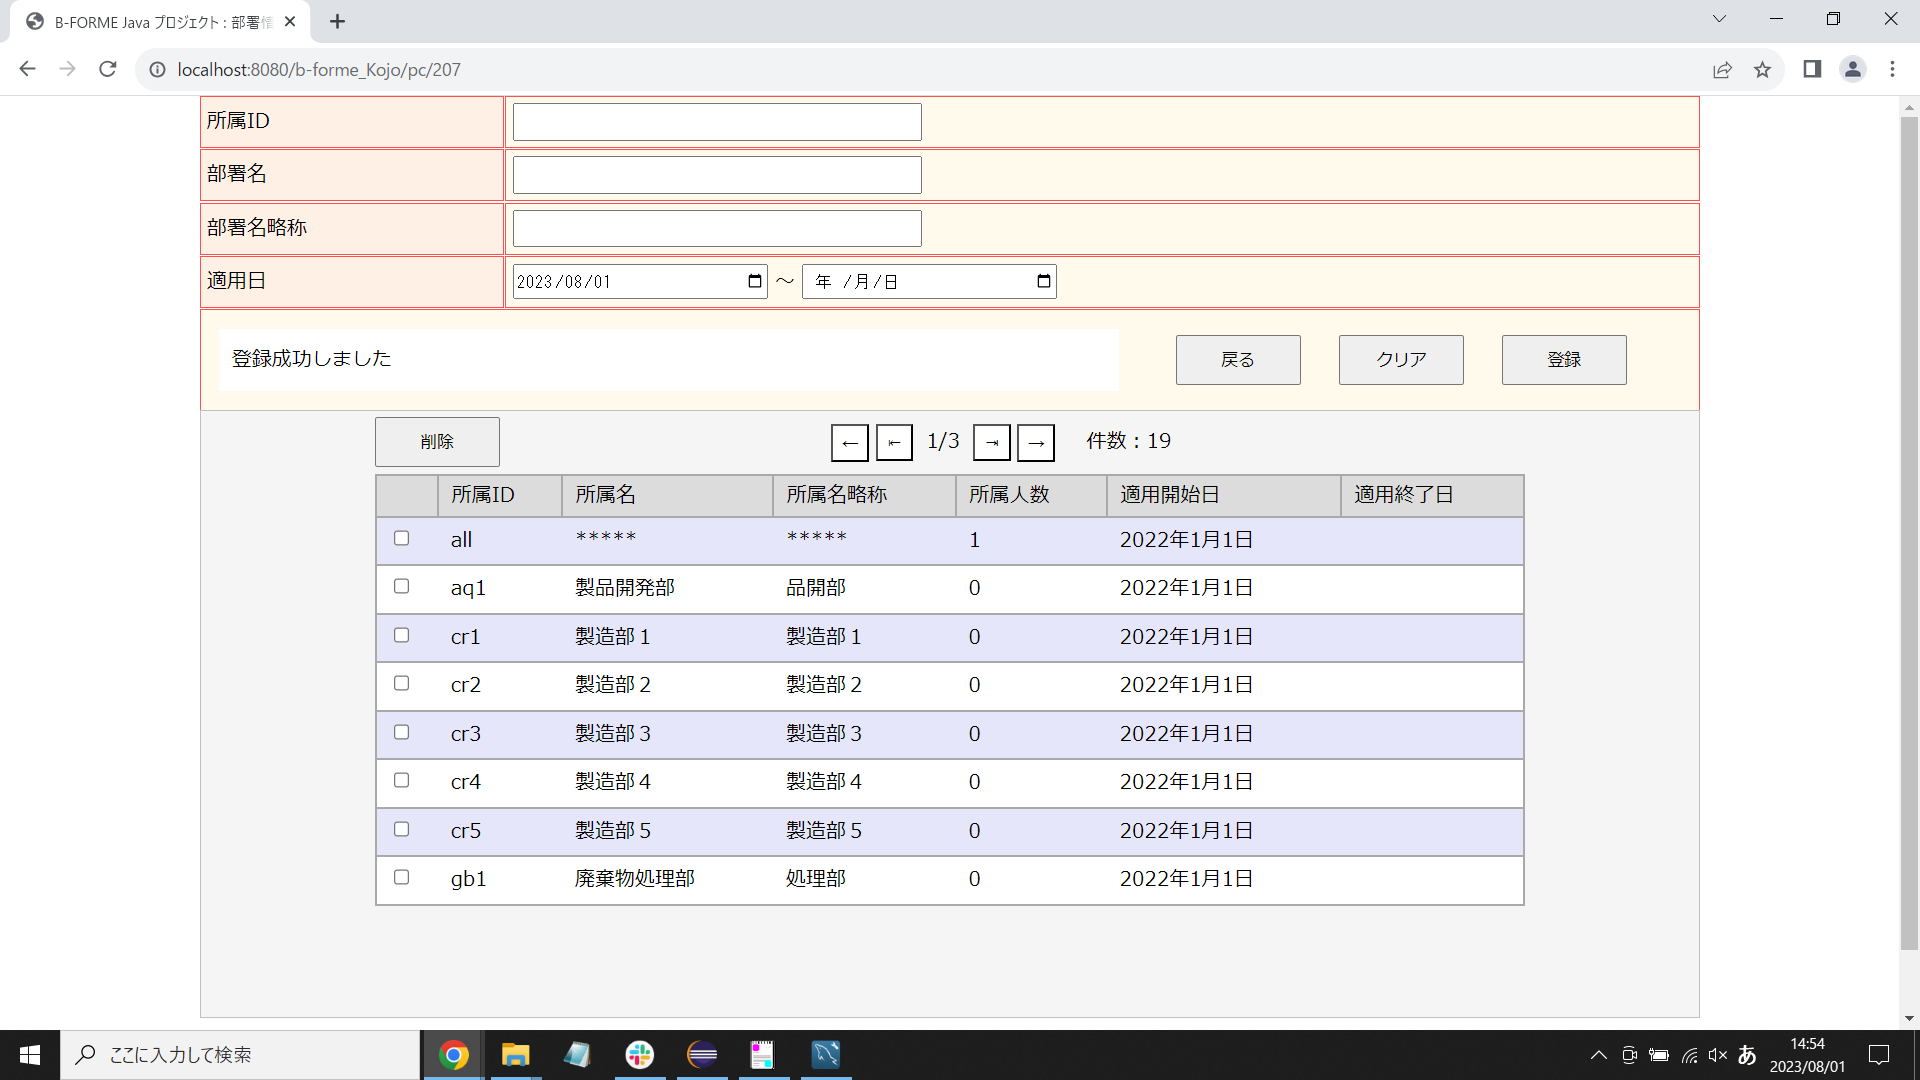 B-FORME Java プロジェクト : 部署情
localhost:8080/b-forme_Kojo/pc/207
所属ID
部署名
部署名略称
適用日 2023/08/01 ～ 年 /月/日
登録成功しました 戻る クリア 登録
削除 ← ⇤ 1/3 ⇥ → 件数：19
所属ID 所属名 所属名略称 所属人数 適用開始日 適用終了日
all ***** ***** 1 2022年1月1日
aq1 製品開発部 品開部 0 2022年1月1日
cr1 製造部１ 製造部１ 0 2022年1月1日
cr2 製造部２ 製造部２ 0 2022年1月1日
cr3 製造部３ 製造部３ 0 2022年1月1日
cr4 製造部４ 製造部４ 0 2022年1月1日
cr5 製造部５ 製造部５ 0 2022年1月1日
gb1 廃棄物処理部 処理部 0 2022年1月1日
ここに入力して検索
あ
14:54
2023/08/01